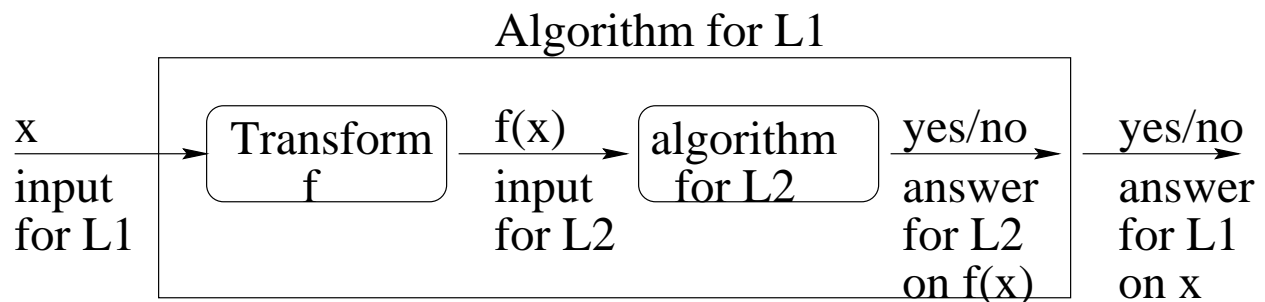 Algorithm for L1
x
input
for L1
Transform
f
f(x)
input
for L2
algorithm
for L2
yes/no
answer
for L2
on f(x)
yes/no
answer
for L1
on x